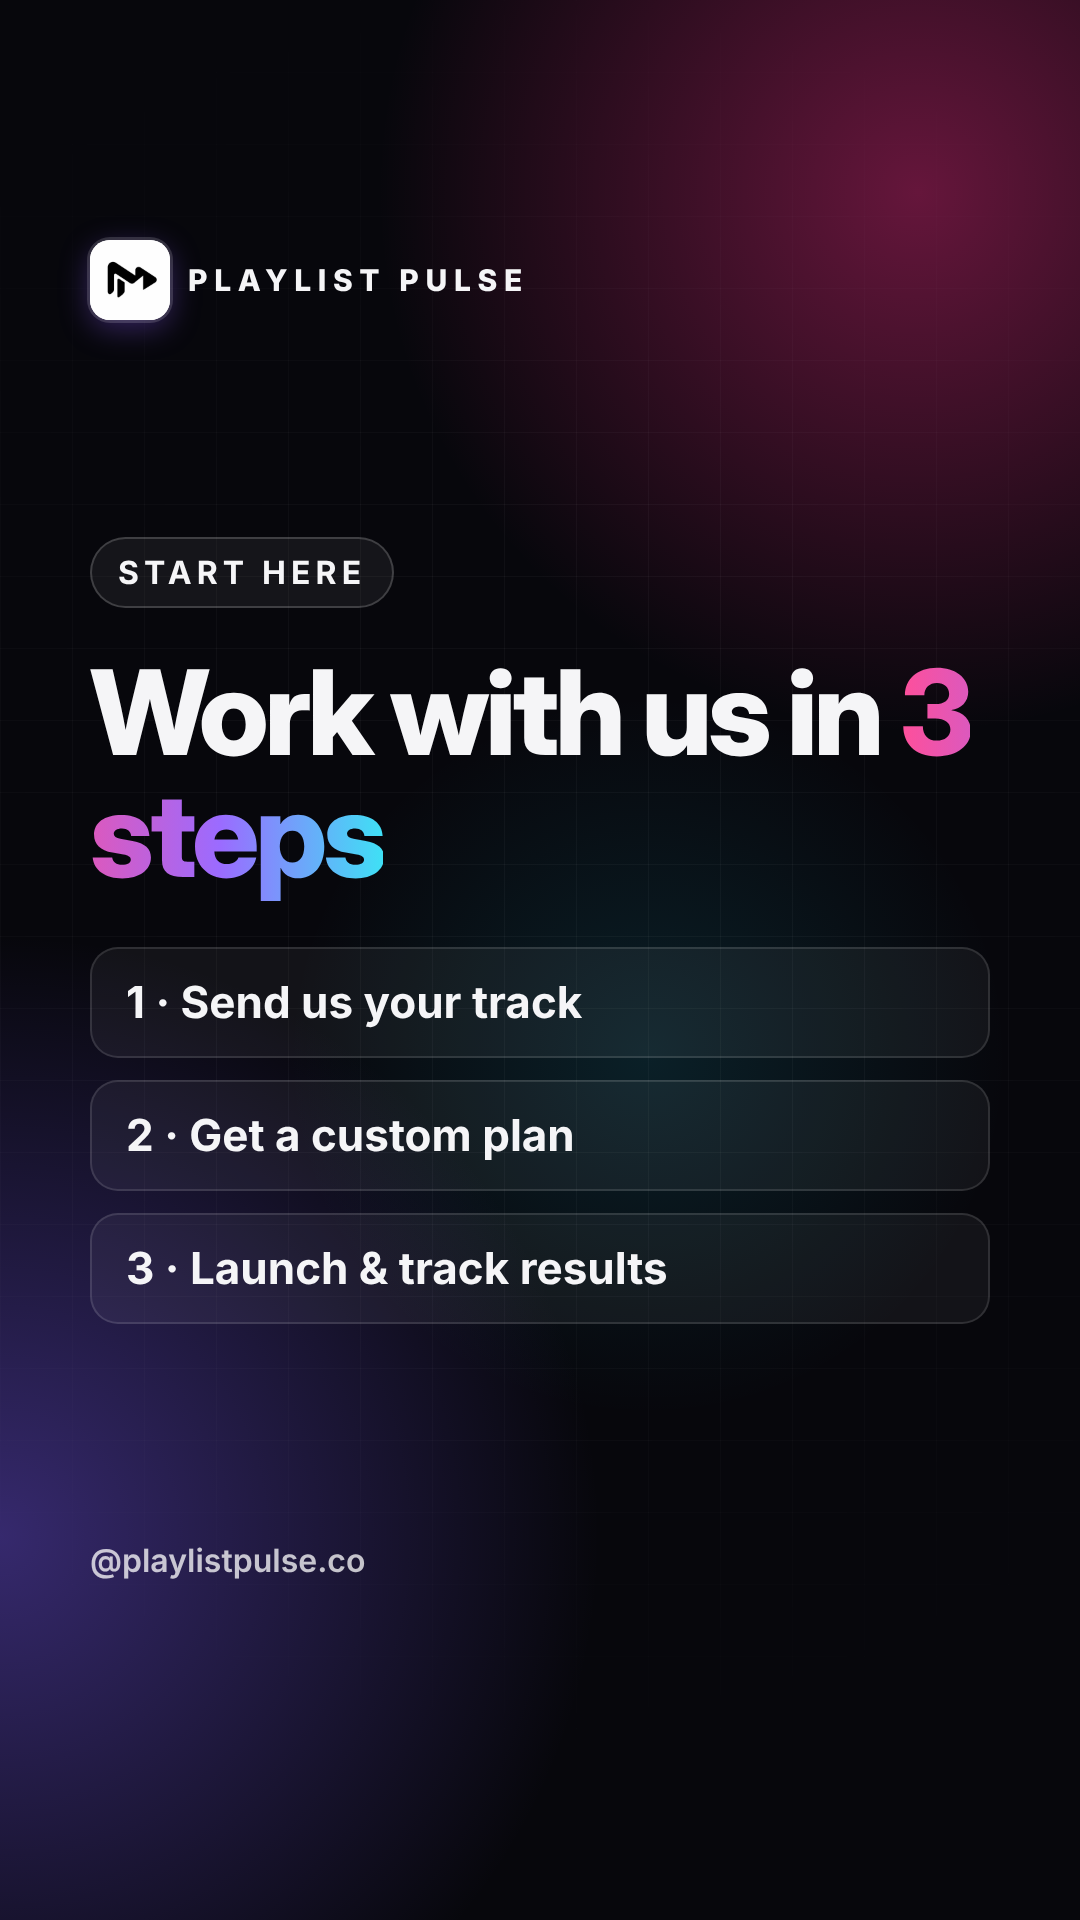 PLAYLIST PULSE
START HERE
Work with us in 3
steps
1 · Send us your track
2 · Get a custom plan
3 · Launch & track results
@playlistpulse.co